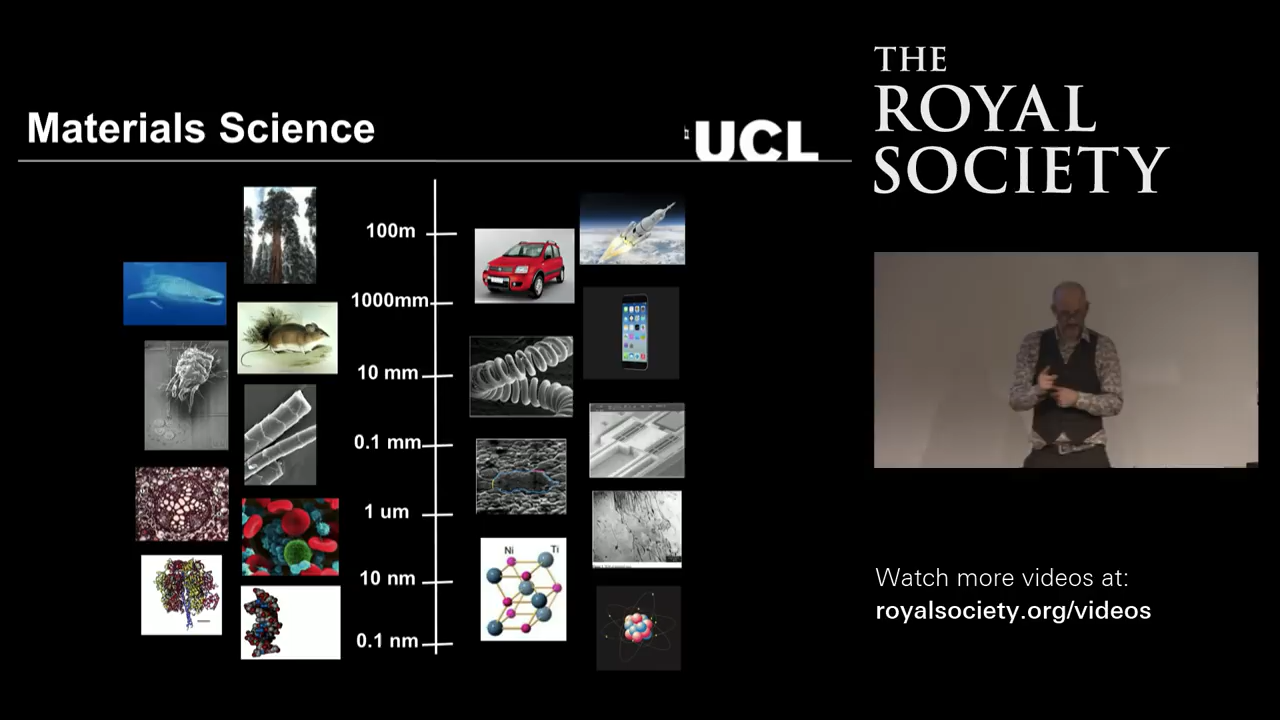 Materials Science
UCL
100m
1000mm
10 mm
0.1 mm
1 um
10 nm
0.1 nm
Ni
Ti
THE
ROYAL
SOCIETY
Watch more videos at:
royalsociety.org/videos